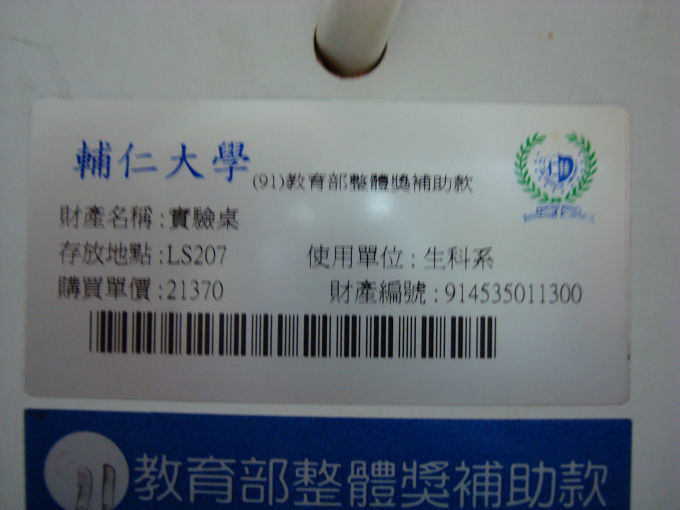 輔仁大學
(91)教育部整體獎補助款
財產名稱:實驗桌
存放地點:LS207 使用單位:生科系
購買單價:21370 財產編號:914535011300
教育部整體獎補助款